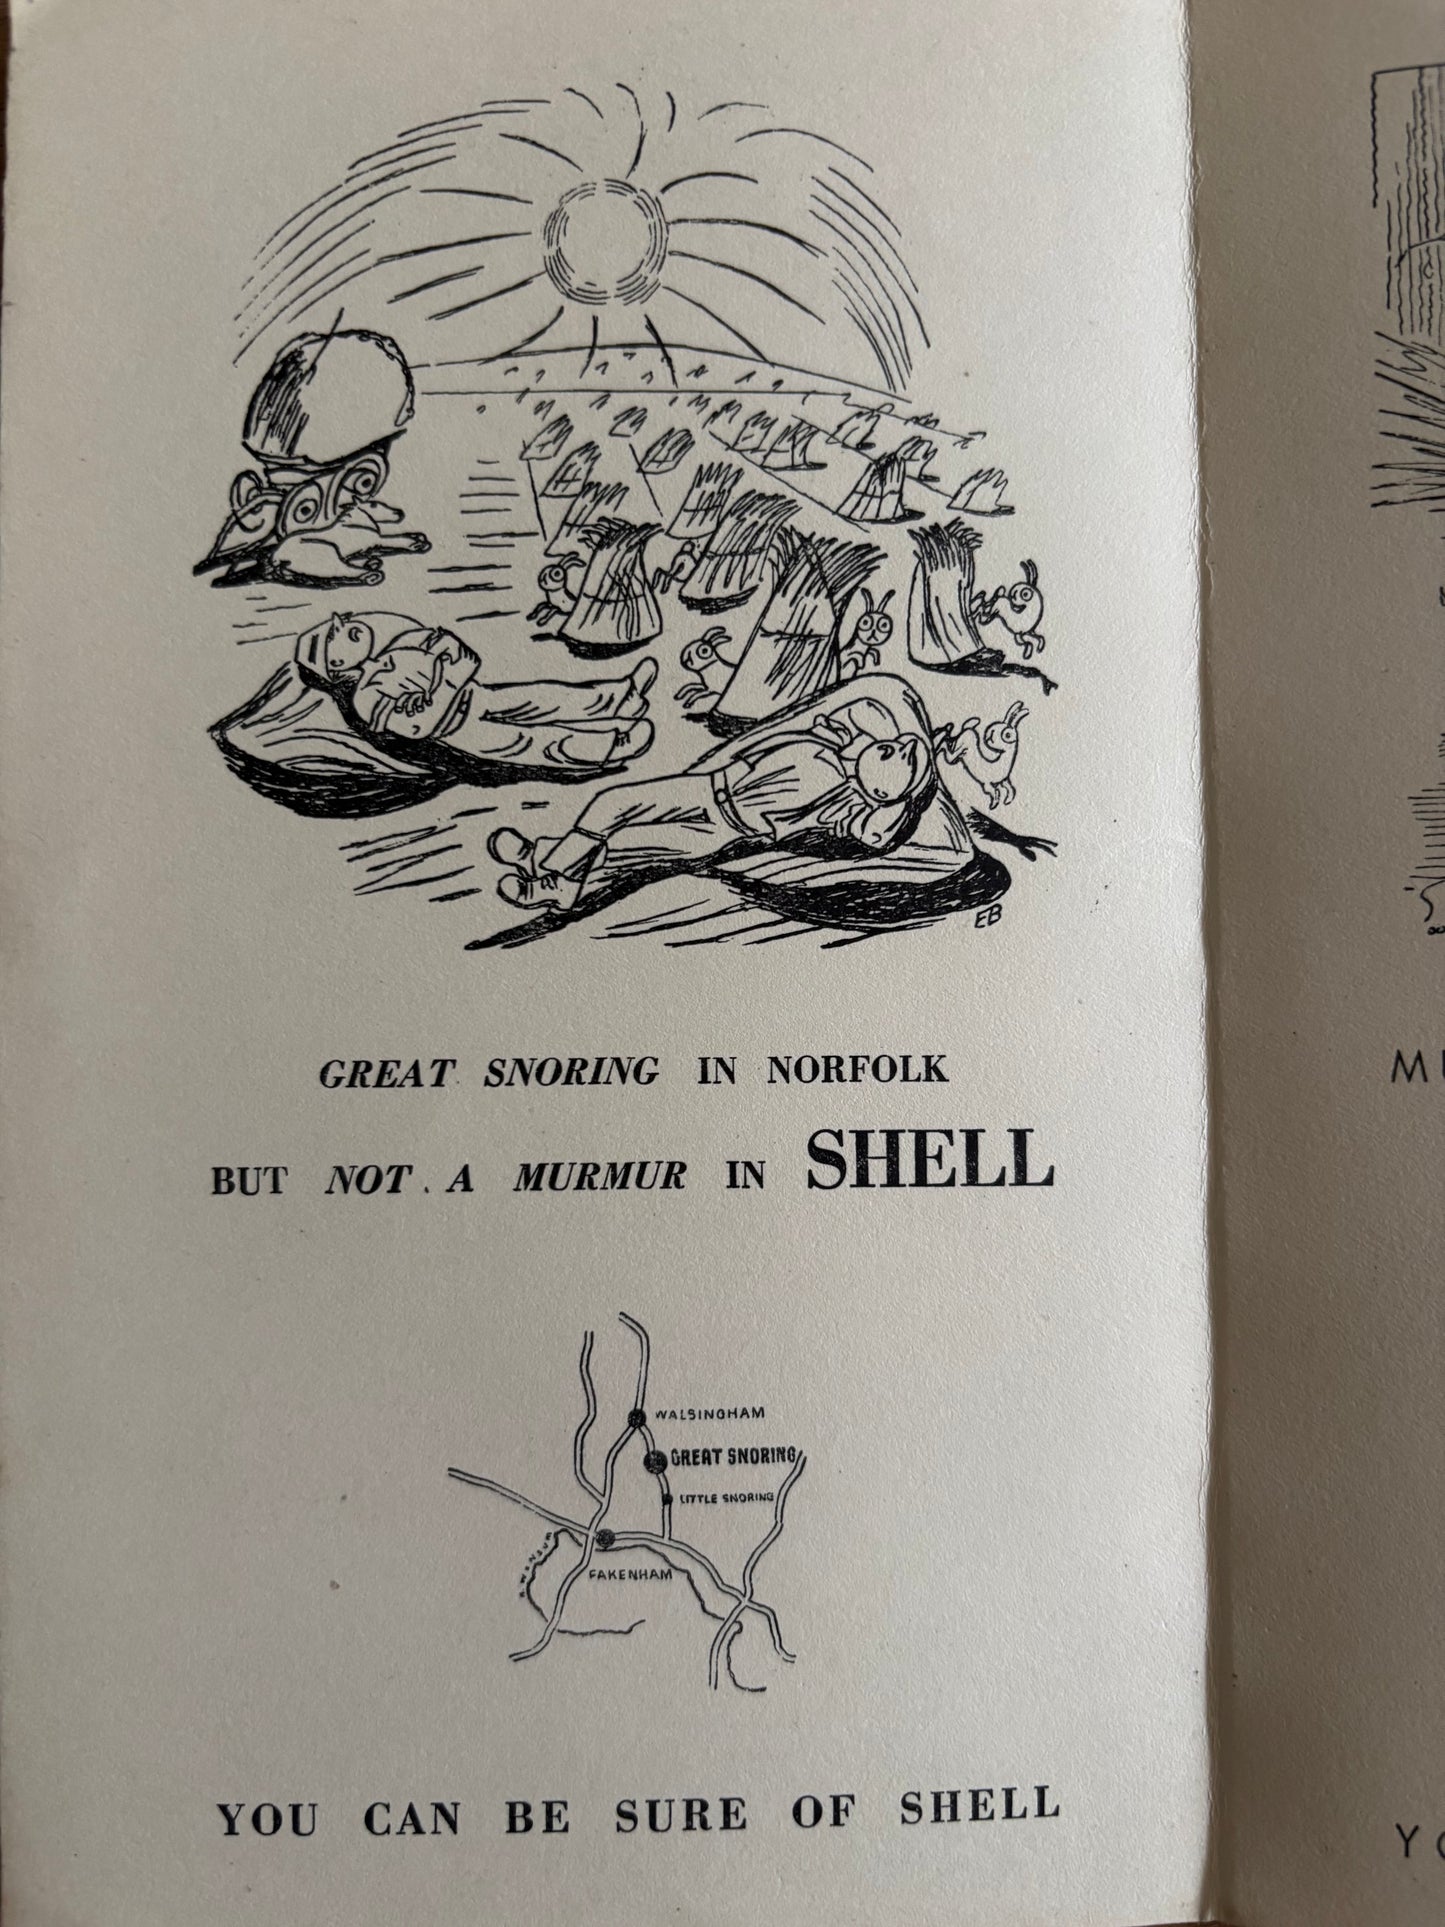 EB
GREAT SNORING IN NORFOLK
BUT NOT A MURMUR IN SHELL
WALSINGHAM
GREAT SNORING
LITTLE SNORING
R. WENSUM
FAKENHAM
YOU CAN BE SURE OF SHELL